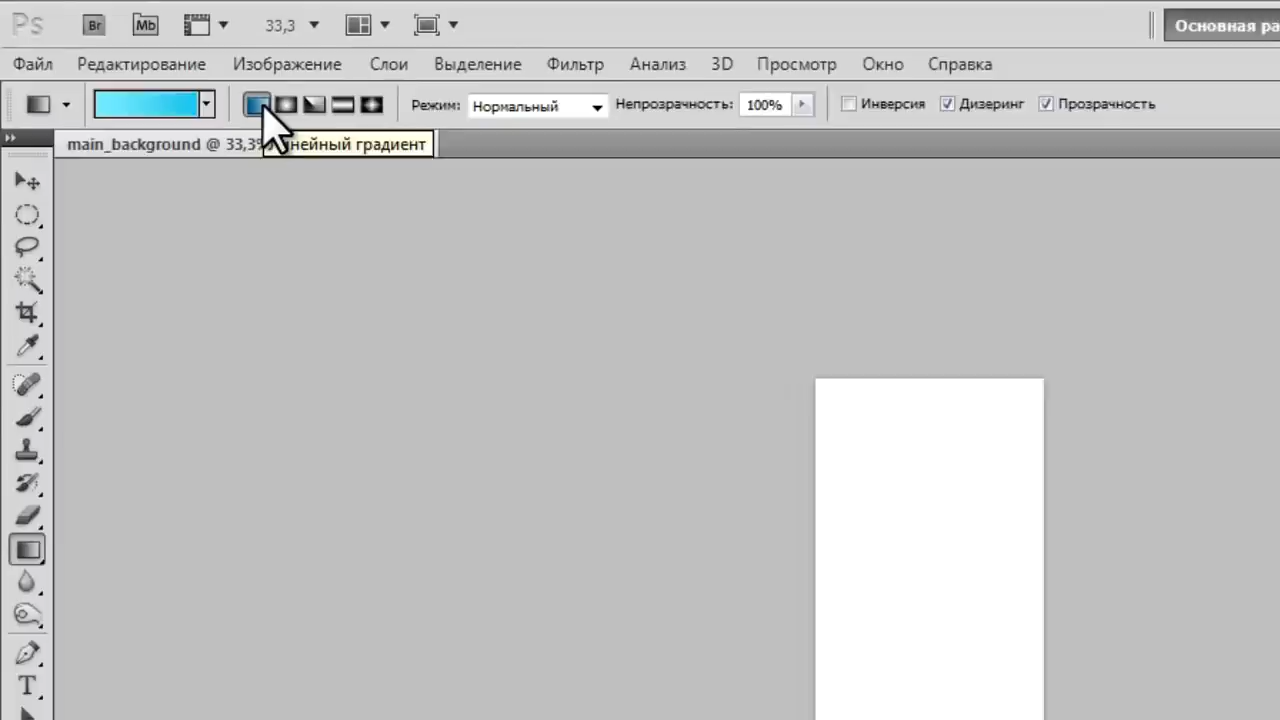 Ps Br Mb 33,3 Основная ра
Файл Редактирование Изображение Слои Выделение Фильтр Анализ 3D Просмотр Окно Справка
Режим: Нормальный Непрозрачность: 100% Инверсия Дизеринг Прозрачность
main_background @ 33,3% нейный градиент
T